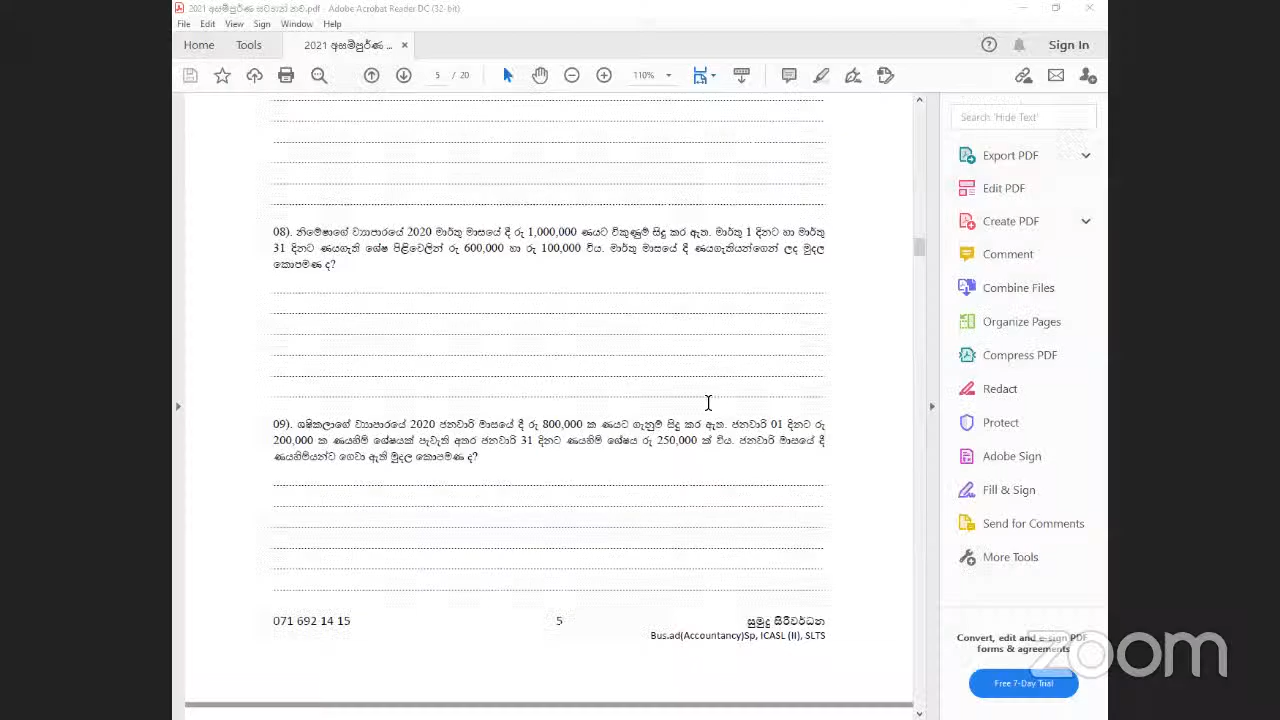 2021 අසම්පූර්ණ සටහන් නව.pdf - Adobe Acrobat Reader DC (32-bit)
File Edit View Sign Window Help
Home Tools 2021 අසම්පූර්ණ ... × Sign In
5 / 20 110%
Search 'Hide Text'
Export PDF
Edit PDF
Create PDF
Comment
Combine Files
Organize Pages
Compress PDF
Redact
Protect
Adobe Sign
Fill & Sign
Send for Comments
More Tools
Convert, edit and e-sign PDF
forms & agreements
Free 7-Day Trial
08). නිමේෂාගේ ව්‍යාපාරයේ 2020 මාර්තු මාසයේ දී රු 1,000,000 ණයට විකුණුම් සිදු කර ඇත. මාර්තු 1 දිනට හා මාර්තු
31 දිනට ණයගැති ශේෂ පිළිවෙලින් රු 600,000 හා රු 100,000 විය. මාර්තු මාසයේ දී ණයගැතියන්ගෙන් ලද මුදල
කොපමණ ද?
09). ශෂිකලාගේ ව්‍යාපාරයේ 2020 ජනවාරි මාසයේ දී රු 800,000 ක ණයට ගැනුම් සිදු කර ඇත. ජනවාරි 01 දිනට රු
200,000 ක ණයහිමි ශේෂයක් පැවැති අතර ජනවාරි 31 දිනට ණයහිමි ශේෂය රු 250,000 ක් විය. ජනවාරි මාසයේ දී
ණයහිමියන්ට ගෙවා ඇති මුදල කොපමණ ද?
071 692 14 15 5 සුමුදු සිරිවර්ධන
Bus.ad(Accountancy)Sp, ICASL (II), SLTS
zoom